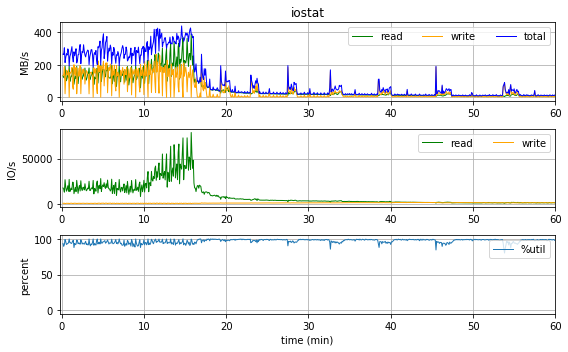 iostat
MB/s
400
200
0
read write total
0 10 20 30 40 50 60
IO/s
50000
0
read write
0 10 20 30 40 50 60
percent
100
50
0
%util
0 10 20 30 40 50 60
time (min)